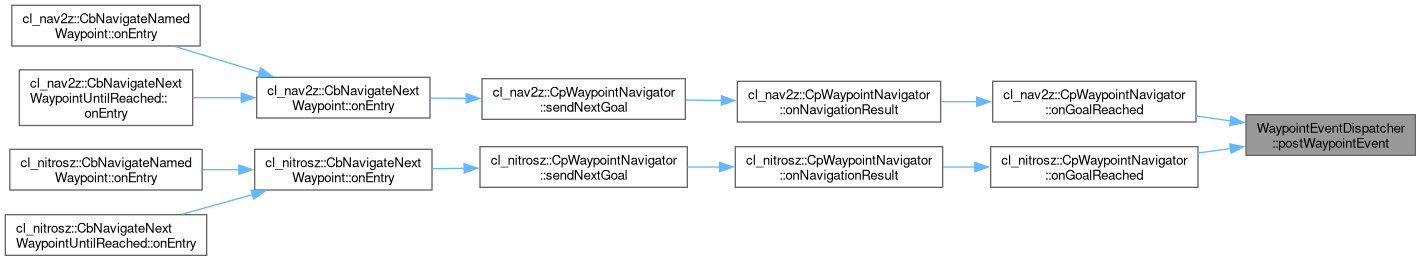 cl_nav2z::CbNavigateNamed
Waypoint::onEntry
cl_nav2z::CbNavigateNext
WaypointUntilReached::
onEntry
cl_nav2z::CbNavigateNext
Waypoint::onEntry
cl_nav2z::CpWaypointNavigator
::sendNextGoal
cl_nav2z::CpWaypointNavigator
::onNavigationResult
cl_nav2z::CpWaypointNavigator
::onGoalReached
WaypointEventDispatcher
::postWaypointEvent
cl_nitrosz::CbNavigateNamed
Waypoint::onEntry
cl_nitrosz::CbNavigateNext
Waypoint::onEntry
cl_nitrosz::CpWaypointNavigator
::sendNextGoal
cl_nitrosz::CpWaypointNavigator
::onNavigationResult
cl_nitrosz::CpWaypointNavigator
::onGoalReached
cl_nitrosz::CbNavigateNext
WaypointUntilReached::onEntry